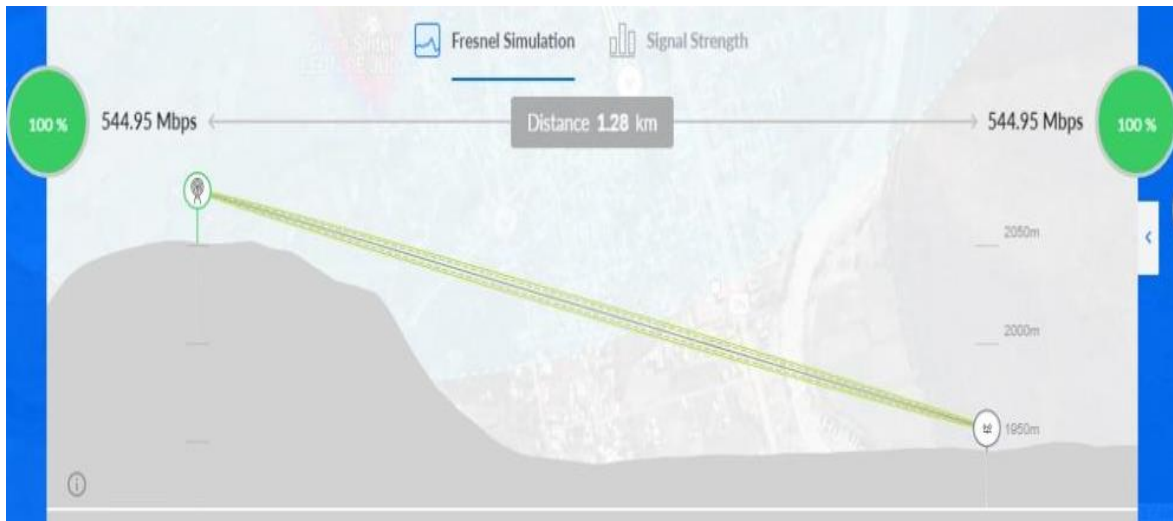 Fresnel Simulation
Signal Strength
100 %
544.95 Mbps
Distance 1.28 km
544.95 Mbps
100 %
2050m
2000m
1950m